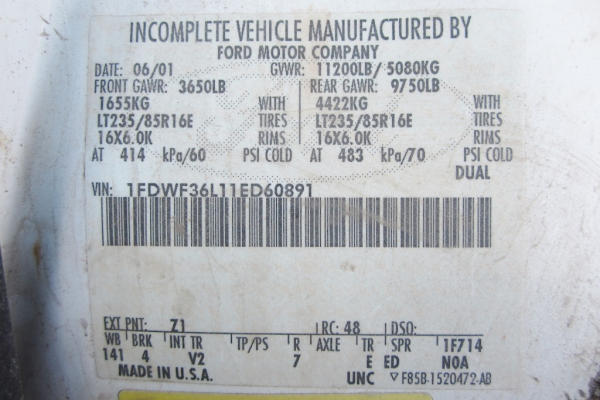 INCOMPLETE VEHICLE MANUFACTURED BY
FORD MOTOR COMPANY
DATE: 06/01 GVWR: 11200LB/ 5080KG
FRONT GAWR: 3650LB REAR GAWR: 9750LB
1655KG WITH 4422KG WITH
LT235/85R16E TIRES LT235/85R16E TIRES
16X6.0K RIMS 16X6.0K RIMS
AT 414 kPa/60 PSI COLD AT 483 kPa/70 PSI COLD
DUAL
VIN: 1FDWF36L11ED60891
EXT PNT: Z1 RC: 48 DSO:
WB BRK INT TR TP/PS R AXLE TR SPR 1F714
141 4 V2 7 E ED N0A
MADE IN U.S.A. UNC ▽ F85B-1520472-AB